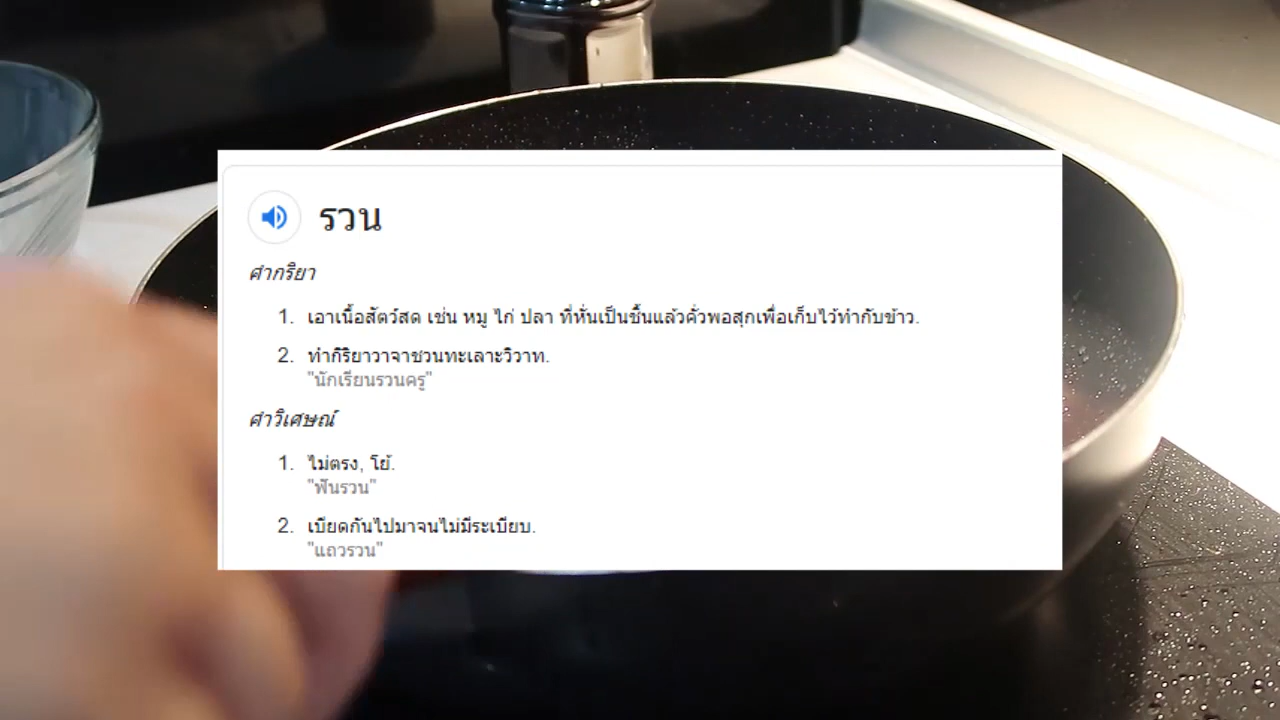 รวน
คำกริยา
1. เอาเนื้อสัตว์สด เช่น หมู ไก่ ปลา ที่หั่นเป็นชิ้นแล้วคั่วพอสุกเพื่อเก็บไว้ทำกับข้าว.
2. ทำกิริยาวาจาชวนทะเลาะวิวาท.
"นักเรียนรวนครู"
คำวิเศษณ์
1. ไม่ตรง, โย้.
"ฟันรวน"
2. เบียดกันไปมาจนไม่มีระเบียบ.
"แถวรวน"